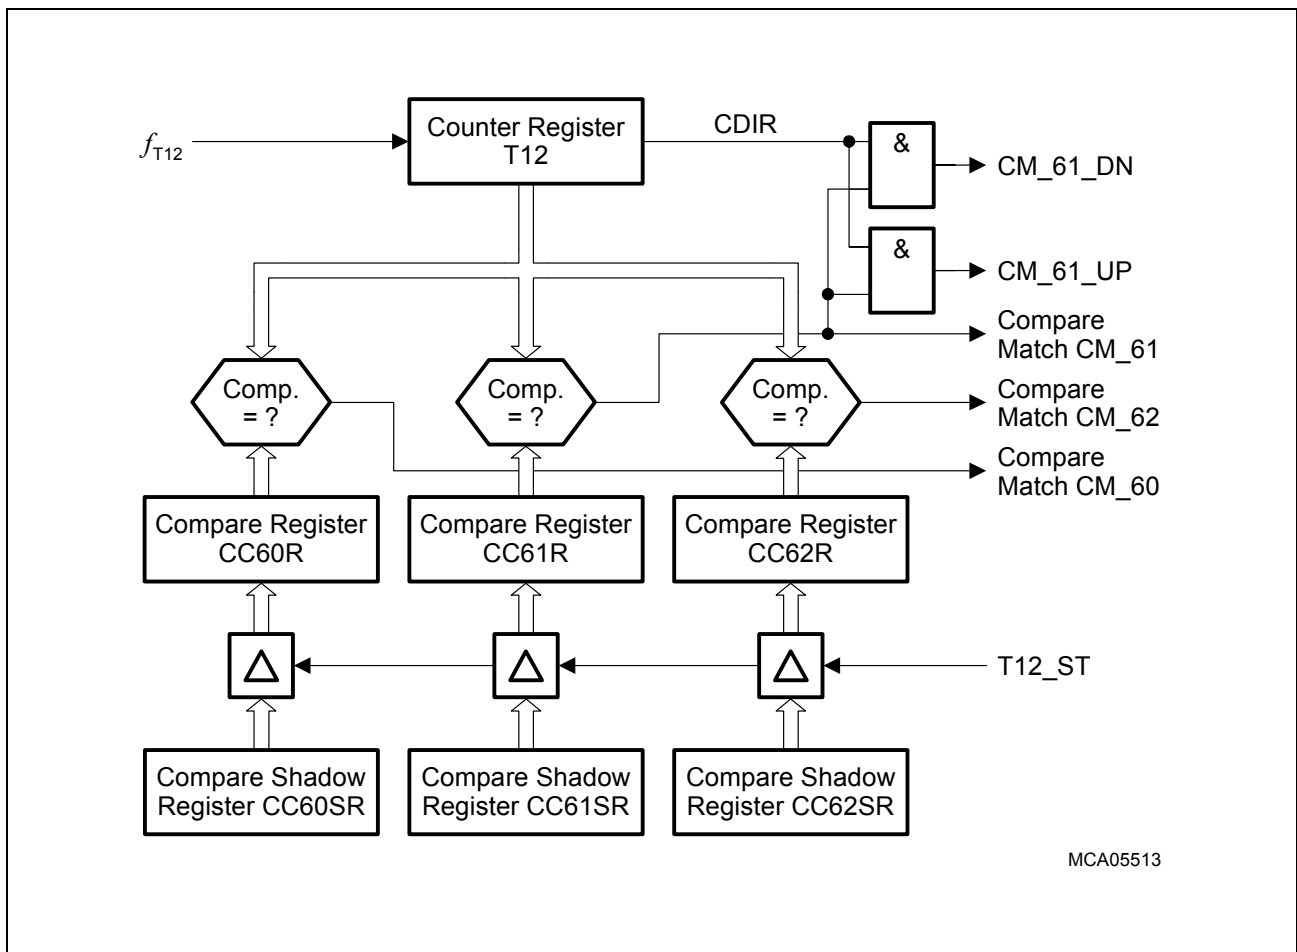 f T12
Counter Register
T12
CDIR
&
CM_61_DN
&
CM_61_UP
Compare
Match CM_61
Comp.
= ?
Comp.
= ?
Comp.
= ?
Compare
Match CM_62
Compare
Match CM_60
Compare Register
CC60R
Compare Register
CC61R
Compare Register
CC62R
T12_ST
Compare Shadow
Register CC60SR
Compare Shadow
Register CC61SR
Compare Shadow
Register CC62SR
MCA05513